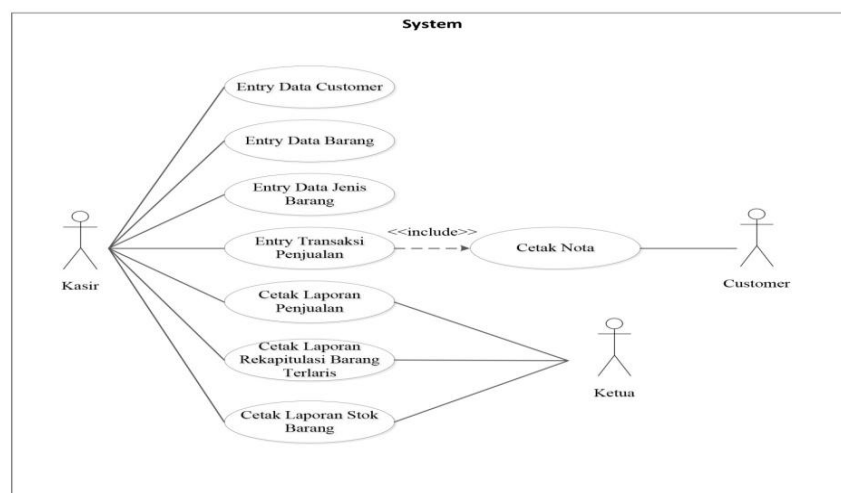 System
Entry Data Customer
Entry Data Barang
Entry Data Jenis
Barang
<<include>>
Entry Transaksi
Penjualan
Cetak Nota
Kasir
Customer
Cetak Laporan
Penjualan
Cetak Laporan
Rekapitulasi Barang
Terlaris
Ketua
Cetak Laporan Stok
Barang